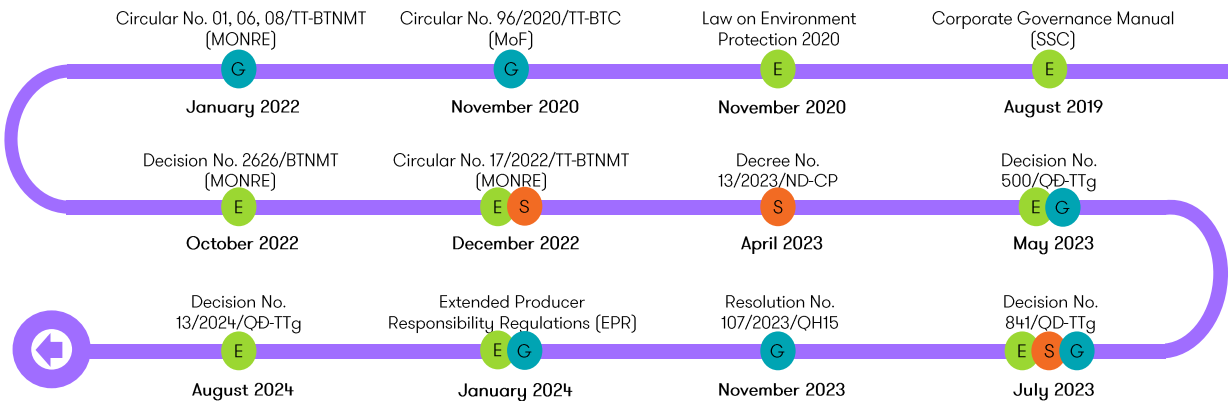 Circular No. 01, 06, 08/TT-BTNMT
(MONRE)
G
January 2022
Circular No. 96/2020/TT-BTC
(MoF)
G
November 2020
Law on Environment
Protection 2020
E
November 2020
Corporate Governance Manual
(SSC)
E
August 2019
Decision No. 2626/BTNMT
(MONRE)
E
October 2022
Circular No. 17/2022/TT-BTNMT
(MONRE)
E S
December 2022
Decree No.
13/2023/ND-CP
S
April 2023
Decision No.
500/QĐ-TTg
E G
May 2023
Decision No.
13/2024/QĐ-TTg
E
August 2024
Extended Producer
Responsibility Regulations (EPR)
E G
January 2024
Resolution No.
107/2023/QH15
G
November 2023
Decision No.
841/QD-TTg
E S G
July 2023